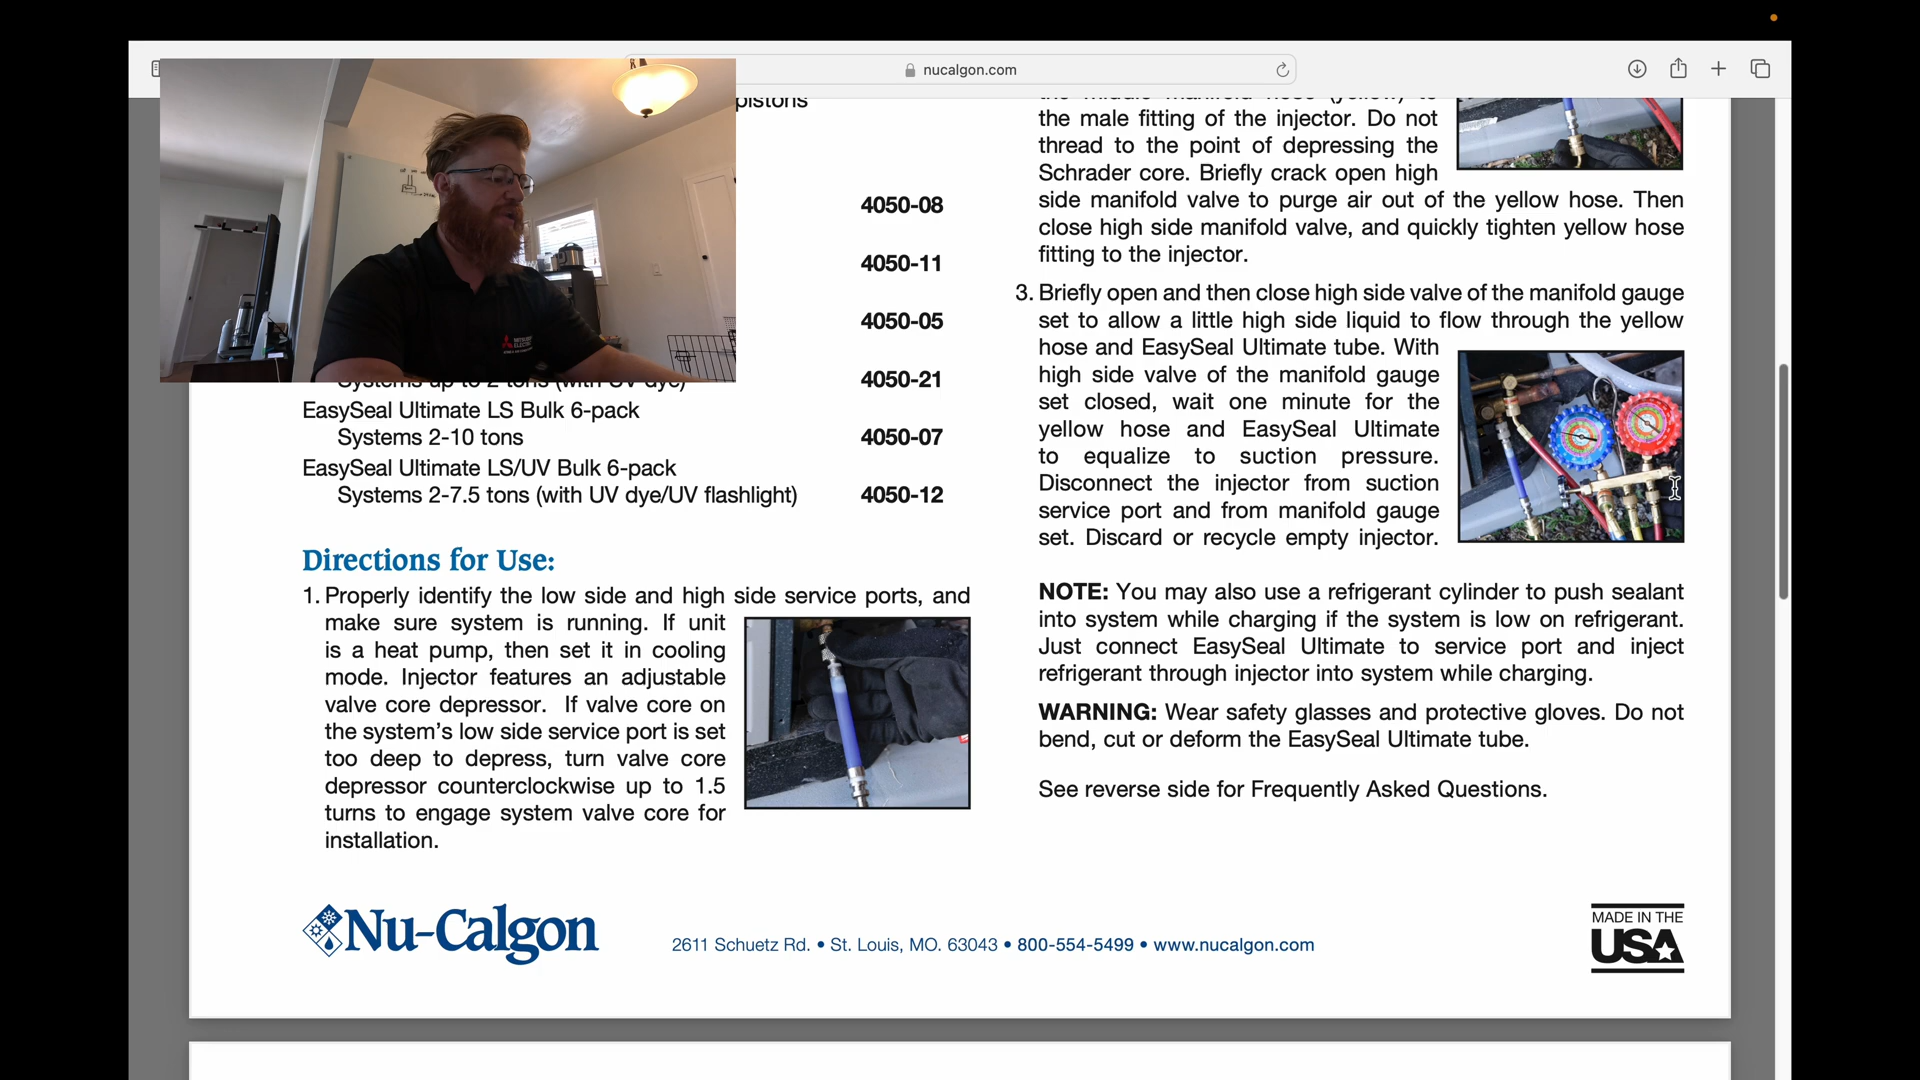 nucalgon.com
pistons
4050-08
4050-11
4050-05
Systems up to 2 tons (with UV dye) 4050-21
EasySeal Ultimate LS Bulk 6-pack
Systems 2-10 tons 4050-07
EasySeal Ultimate LS/UV Bulk 6-pack
Systems 2-7.5 tons (with UV dye/UV flashlight) 4050-12
Directions for Use:
1. Properly identify the low side and high side service ports, and
make sure system is running. If unit
is a heat pump, then set it in cooling
mode. Injector features an adjustable
valve core depressor. If valve core on
the system's low side service port is set
too deep to depress, turn valve core
depressor counterclockwise up to 1.5
turns to engage system valve core for
installation.
the middle manifold hose (yellow) to
the male fitting of the injector. Do not
thread to the point of depressing the
Schrader core. Briefly crack open high
side manifold valve to purge air out of the yellow hose. Then
close high side manifold valve, and quickly tighten yellow hose
fitting to the injector.
3. Briefly open and then close high side valve of the manifold gauge
set to allow a little high side liquid to flow through the yellow
hose and EasySeal Ultimate tube. With
high side valve of the manifold gauge
set closed, wait one minute for the
yellow hose and EasySeal Ultimate
to equalize to suction pressure.
Disconnect the injector from suction
service port and from manifold gauge
set. Discard or recycle empty injector.
NOTE: You may also use a refrigerant cylinder to push sealant
into system while charging if the system is low on refrigerant.
Just connect EasySeal Ultimate to service port and inject
refrigerant through injector into system while charging.
WARNING: Wear safety glasses and protective gloves. Do not
bend, cut or deform the EasySeal Ultimate tube.
See reverse side for Frequently Asked Questions.
Nu-Calgon
2611 Schuetz Rd. • St. Louis, MO. 63043 • 800-554-5499 • www.nucalgon.com
MADE IN THE
USA
MITSUBISHI
ELECTRIC